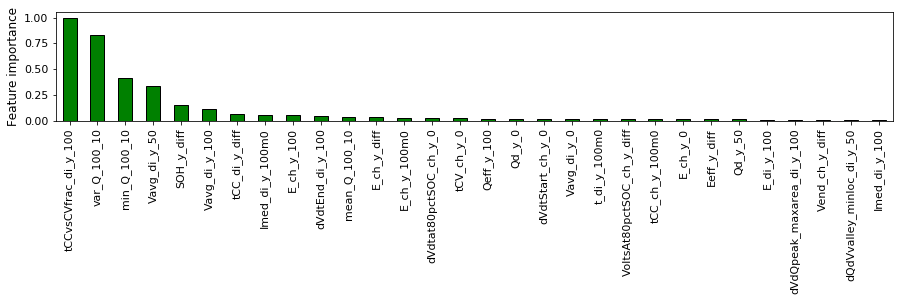 Feature importance
1.00
0.75
0.50
0.25
0.00
tCCvsCVfrac_di_y_100
var_Q_100_10
min_Q_100_10
Vavg_di_y_50
SOH_y_diff
Vavg_di_y_100
tCC_di_y_diff
Imed_di_y_100m0
E_ch_y_100
dVdtEnd_di_y_100
mean_Q_100_10
E_ch_y_diff
E_ch_y_100m0
dVdtat80pctSOC_ch_y_0
tCV_ch_y_0
Qeff_y_100
Qd_y_0
dVdtStart_ch_y_0
Vavg_di_y_0
t_di_y_100m0
VoltsAt80pctSOC_ch_y_diff
tCC_ch_y_100m0
E_ch_y_0
Eeff_y_diff
Qd_y_50
E_di_y_100
dVdQpeak_maxarea_di_y_100
Vend_ch_y_diff
dQdVvalley_minloc_di_y_50
Imed_di_y_100